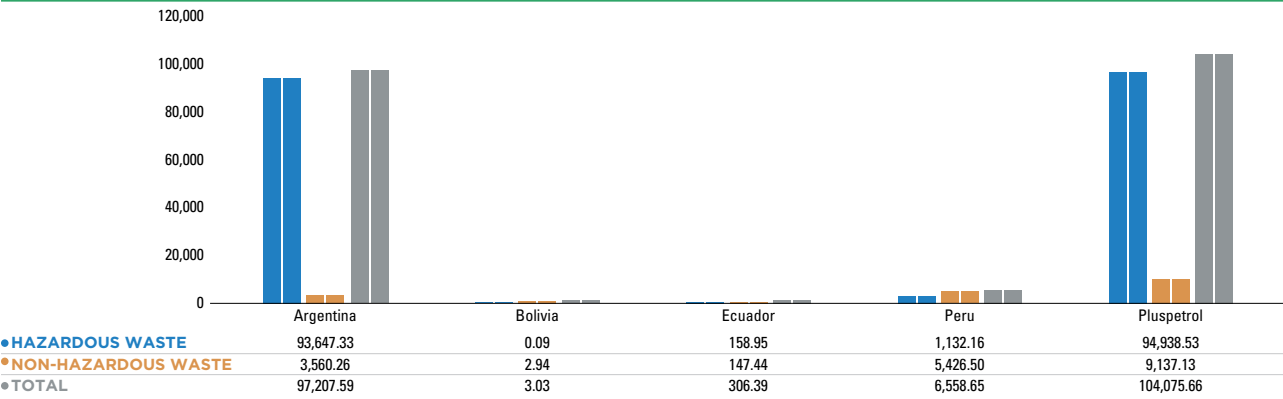 120,000
100,000
80,000
60,000
40,000
20,000
0
Argentina Bolivia Ecuador Peru Pluspetrol
HAZARDOUS WASTE 93,647.33 0.09 158.95 1,132.16 94,938.53
NON-HAZARDOUS WASTE 3,560.26 2.94 147.44 5,426.50 9,137.13
TOTAL 97,207.59 3.03 306.39 6,558.65 104,075.66